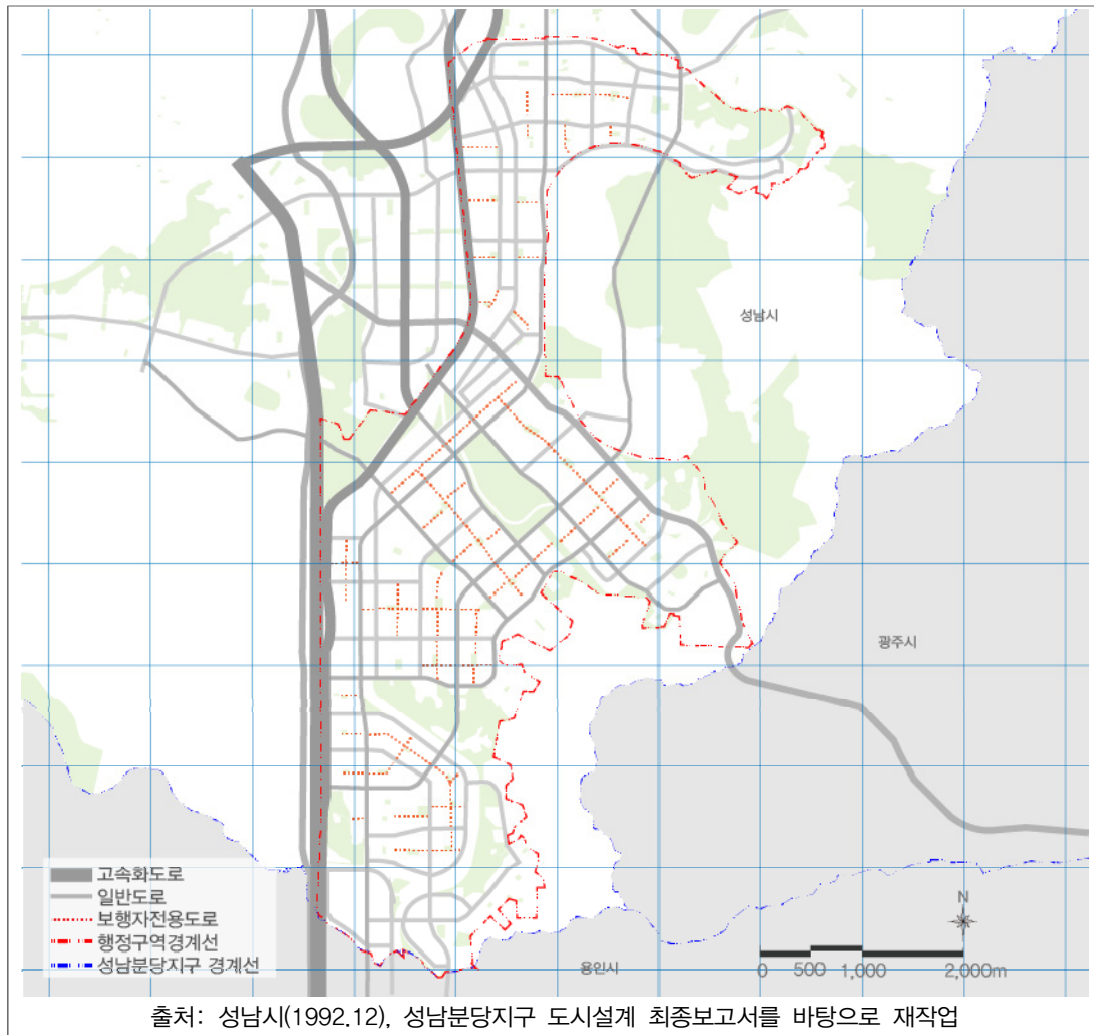 성남시
광주시
고속화도로
일반도로
보행자전용도로
행정구역경계선
성남분당지구 경계선
용인시
N
0 500 1,000 2,000m
출처: 성남시(1992.12), 성남분당지구 도시설계 최종보고서를 바탕으로 재작업